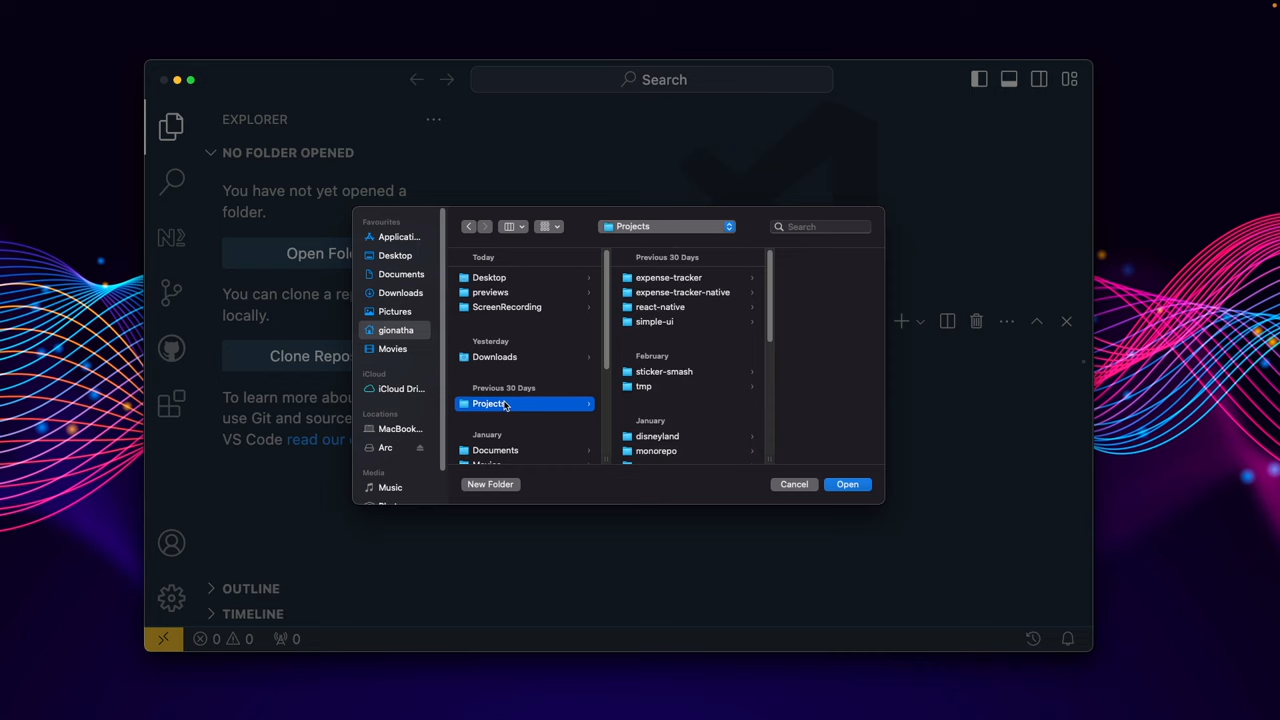 Search
EXPLORER
NO FOLDER OPENED
You have not yet opened a
folder.
Open Fol
You can clone a rep
locally.
Clone Repos
To learn more abou
use Git and source
VS Code read our
OUTLINE
TIMELINE
0 0 0
Favourites
Applicati...
Desktop
Documents
Downloads
Pictures
gionatha
Movies
iCloud
iCloud Dri...
Locations
MacBook...
Arc
Media
Music
Projects
Search
Today
Desktop
previews
ScreenRecording
Yesterday
Downloads
Previous 30 Days
Projects
January
Documents
Previous 30 Days
expense-tracker
expense-tracker-native
react-native
simple-ui
February
sticker-smash
tmp
January
disneyland
monorepo
New Folder
Cancel
Open